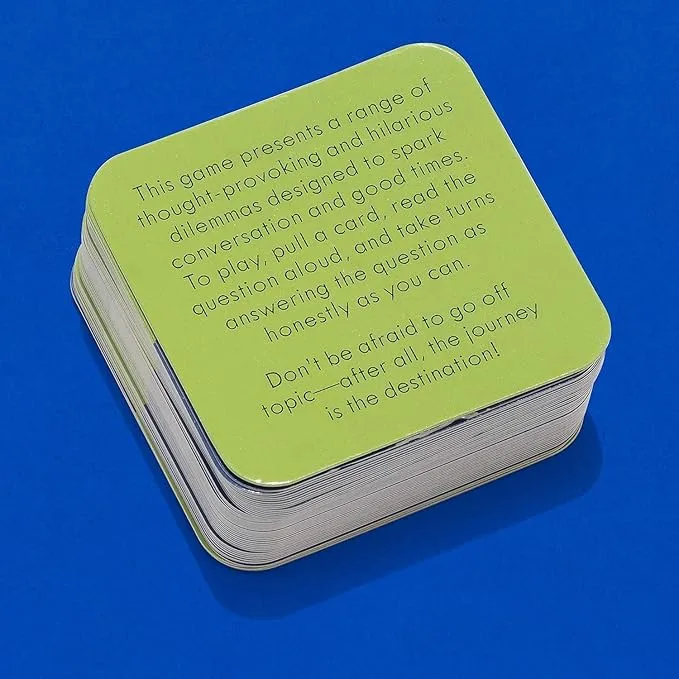 This game presents a range of
thought-provoking and hilarious
dilemmas designed to spark
conversation and good times.
To play, pull a card, read the
question aloud, and take turns
answering the question as
honestly as you can.
Don't be afraid to go off
topic—after all, the journey
is the destination!